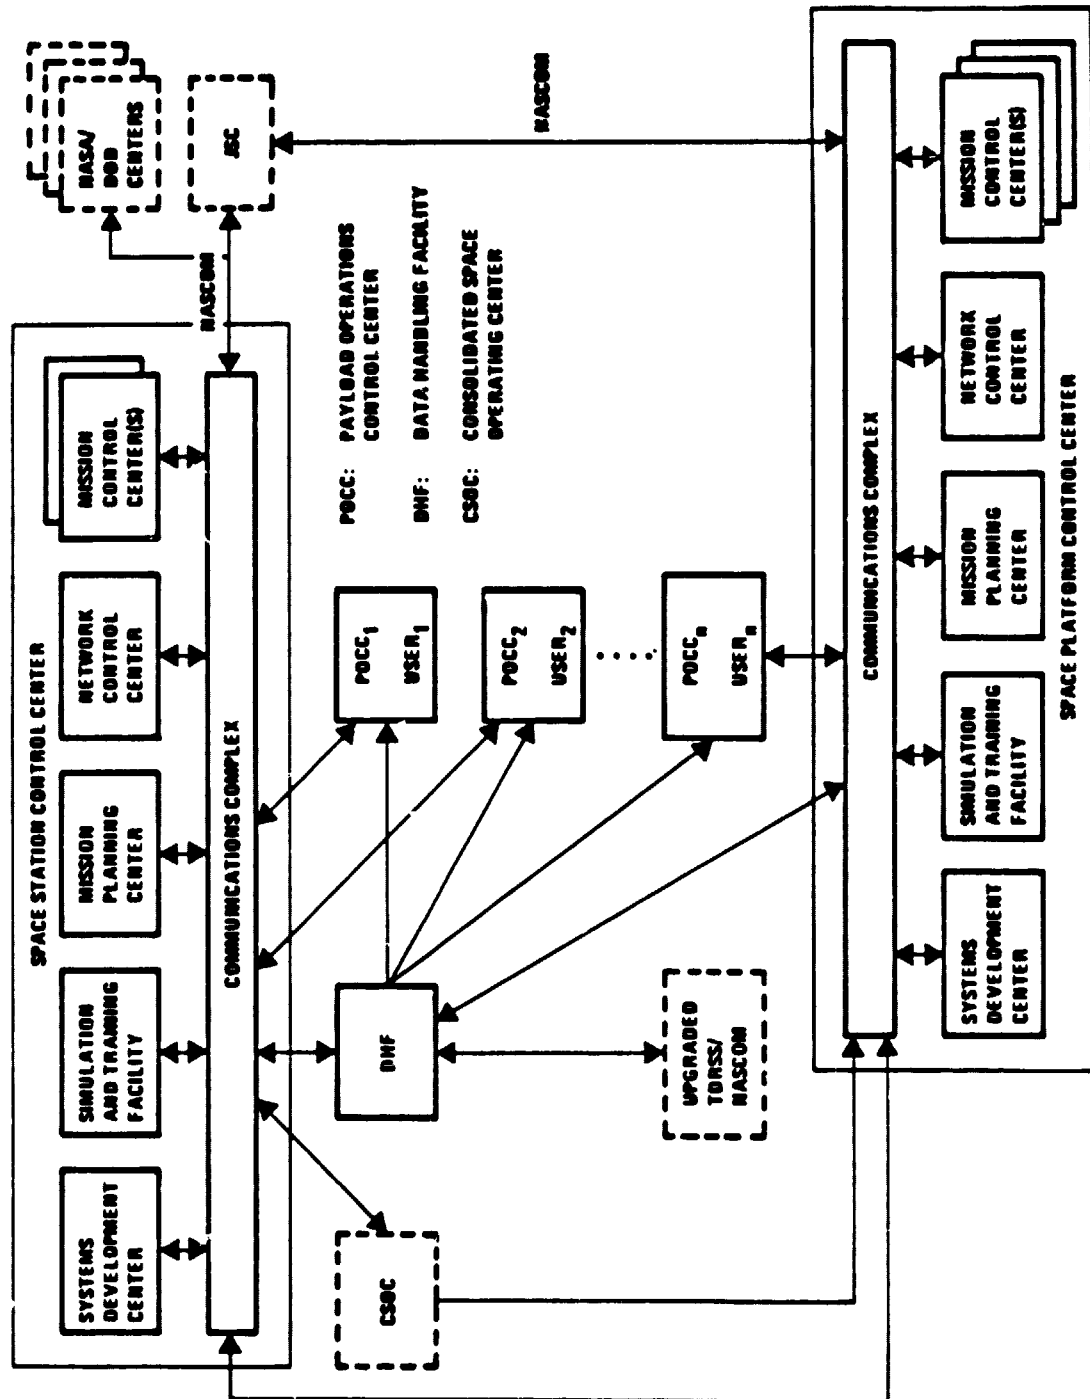 SPACE STATION CONTROL CENTER
SYSTEMS
DEVELOPMENT
CENTER
SIMULATION
AND TRAINING
FACILITY
MISSION
PLANNING
CENTER
NETWORK
CONTROL
CENTER
MISSION
CONTROL
CENTER(S)
COMMUNICATIONS COMPLEX
NASCOM
NASA/
DOD
CENTERS
JSC
CSOC
DHF
POCC₁
USER₁
POCC₂
USER₂
.....
POCCₙ
USERₙ
POCC: PAYLOAD OPERATIONS
CONTROL CENTER
DHF: DATA HANDLING FACILITY
CSOC: CONSOLIDATED SPACE
OPERATING CENTER
UPGRADED
TDRSS/
NASCOM
NASCOM
COMMUNICATIONS COMPLEX
SYSTEMS
DEVELOPMENT
CENTER
SIMULATION
AND TRAINING
FACILITY
MISSION
PLANNING
CENTER
NETWORK
CONTROL
CENTER
MISSION
CONTROL
CENTER(S)
SPACE PLATFORM CONTROL CENTER